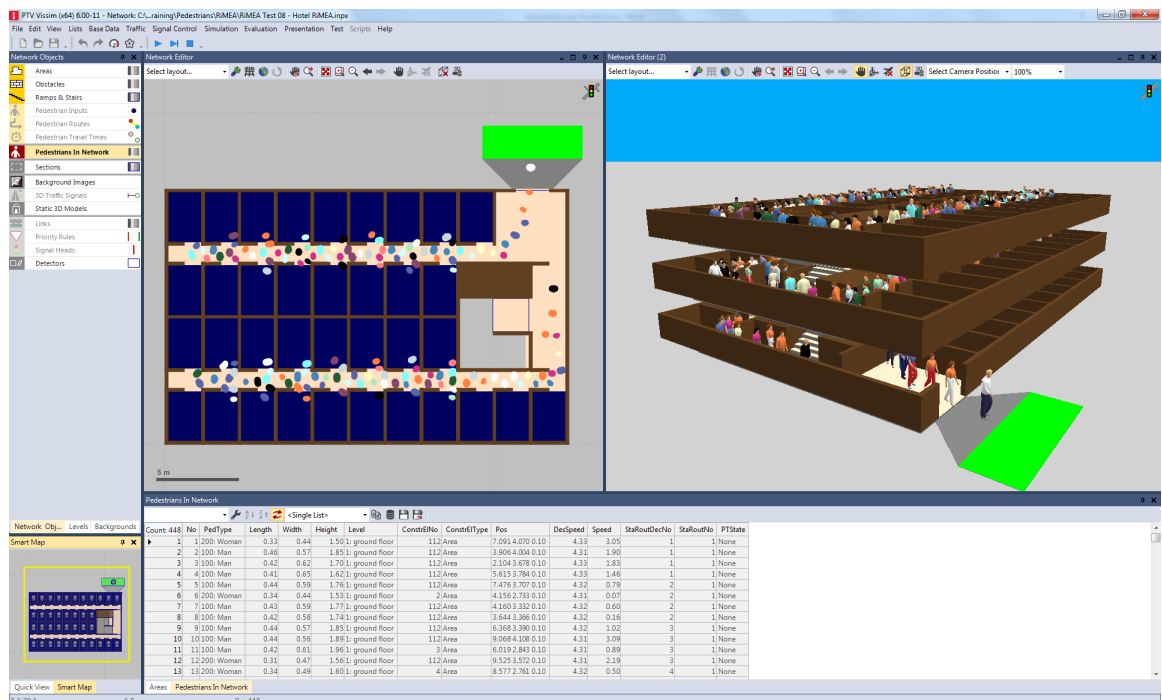 PTV Vissim (x64) 6.00-11 - Network: C:\...raining\Pedestrians\RiMEA\RiMEA Test 08 - Hotel RiMEA.inpx
File Edit View Lists Base Data Traffic Signal Control Simulation Evaluation Presentation Test Scripts Help
Network Objects
Areas
Obstacles
Ramps & Stairs
Pedestrian Inputs
Pedestrian Routes
Pedestrian Travel Times
Pedestrians In Network
Sections
Background Images
3D Traffic Signals
Static 3D Models
Links
Priority Rules
Signal Heads
Detectors
Network Obj... Levels Backgrounds
Smart Map
Quick View Smart Map
Network Editor
Select layout...
5 m
Network Editor (2)
Select layout... Select Camera Position 100%
Pedestrians In Network
<Single List>
Count: 448 No PedType Length Width Height Level ConstrElNo ConstrElType Pos DesSpeed Speed StaRoutDecNo StaRoutNo PTState
1 1 200: Woman 0.33 0.44 1.50 1: ground floor 112 Area 7.091 4.070 0.10 4.33 3.05 1 1 None
2 2 100: Man 0.46 0.57 1.85 1: ground floor 112 Area 3.906 4.004 0.10 4.31 1.90 1 1 None
3 3 100: Man 0.42 0.62 1.70 1: ground floor 112 Area 2.104 3.678 0.10 4.33 1.83 1 1 None
4 4 100: Man 0.41 0.65 1.62 1: ground floor 112 Area 5.615 3.784 0.10 4.33 1.46 1 1 None
5 5 100: Man 0.44 0.59 1.76 1: ground floor 112 Area 7.476 3.707 0.10 4.32 0.79 2 1 None
6 6 200: Woman 0.34 0.44 1.53 1: ground floor 2 Area 4.156 2.733 0.10 4.31 0.07 2 1 None
7 7 100: Man 0.43 0.59 1.77 1: ground floor 112 Area 4.160 3.332 0.10 4.32 0.60 2 1 None
8 8 100: Man 0.42 0.58 1.74 1: ground floor 112 Area 3.644 3.366 0.10 4.32 0.16 2 1 None
9 9 100: Man 0.44 0.57 1.85 1: ground floor 112 Area 6.368 3.390 0.10 4.32 1.02 3 1 None
10 10 100: Man 0.44 0.56 1.89 1: ground floor 112 Area 9.068 4.108 0.10 4.31 3.09 3 1 None
11 11 100: Man 0.42 0.61 1.96 1: ground floor 3 Area 6.019 2.843 0.10 4.31 0.89 3 1 None
12 12 200: Woman 0.31 0.47 1.56 1: ground floor 112 Area 9.525 3.572 0.10 4.31 2.19 3 1 None
13 13 200: Woman 0.34 0.49 1.60 1: ground floor 4 Area 8.577 2.761 0.10 4.32 0.50 4 1 None
Areas Pedestrians In Network